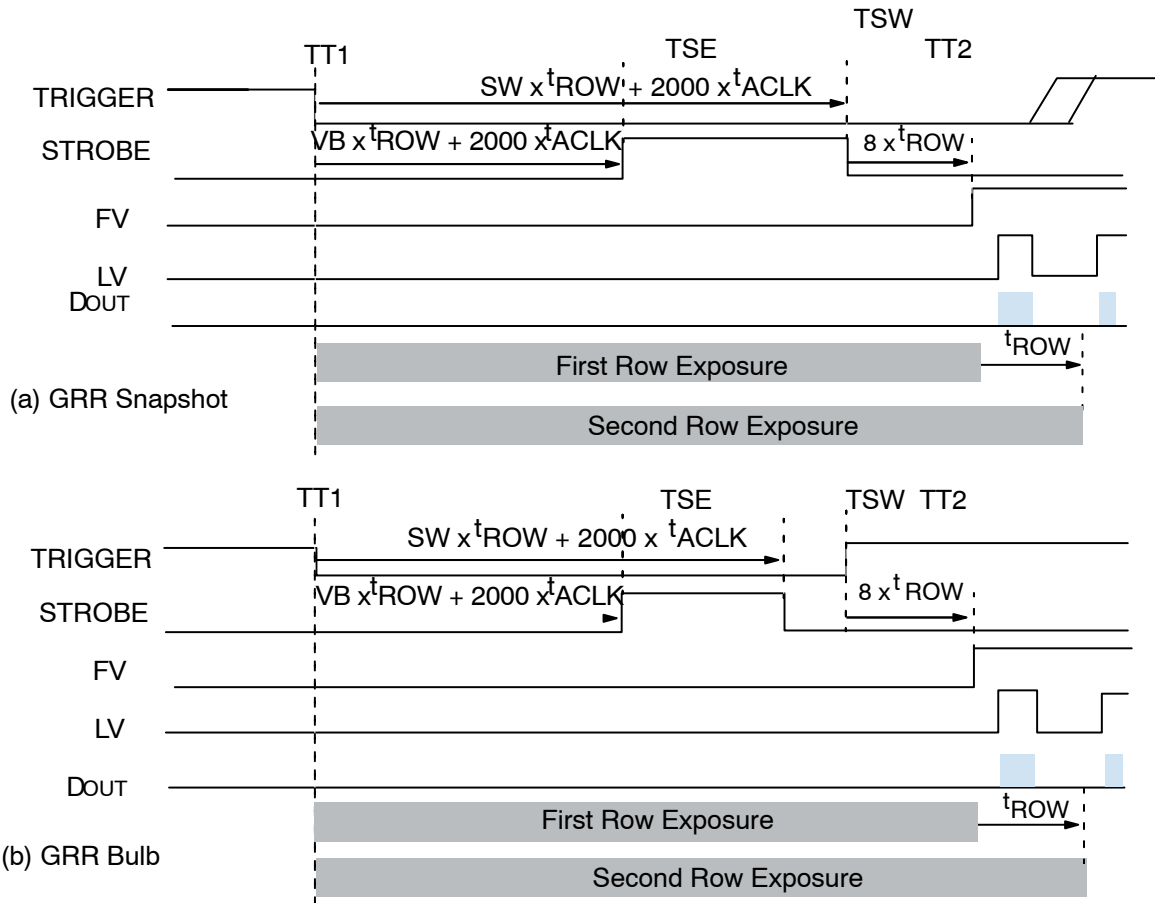 TSW
TT1 TSE TT2
TRIGGER SW x tROW + 2000 x tACLK
STROBE VB x tROW + 2000 x tACLK 8 x tROW
FV
LV
DOUT
tROW
First Row Exposure
(a) GRR Snapshot
Second Row Exposure
TT1 TSE TSW TT2
SW x tROW + 2000 x tACLK
TRIGGER
VB x tROW + 2000 x tACLK 8 x tROW
STROBE
FV
LV
DOUT
tROW
First Row Exposure
(b) GRR Bulb
Second Row Exposure